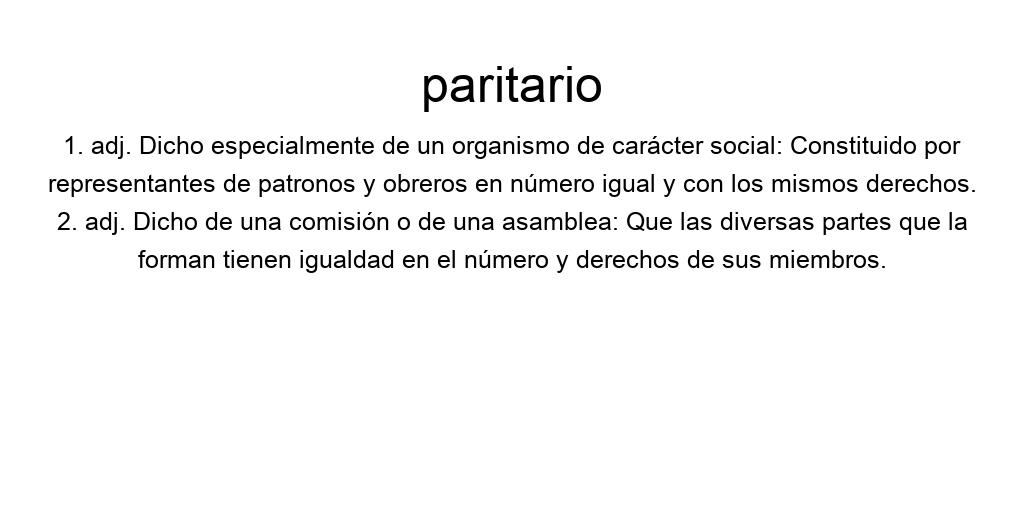 paritario
1. adj. Dicho especialmente de un organismo de carácter social: Constituido por
representantes de patronos y obreros en número igual y con los mismos derechos.
2. adj. Dicho de una comisión o de una asamblea: Que las diversas partes que la
forman tienen igualdad en el número y derechos de sus miembros.